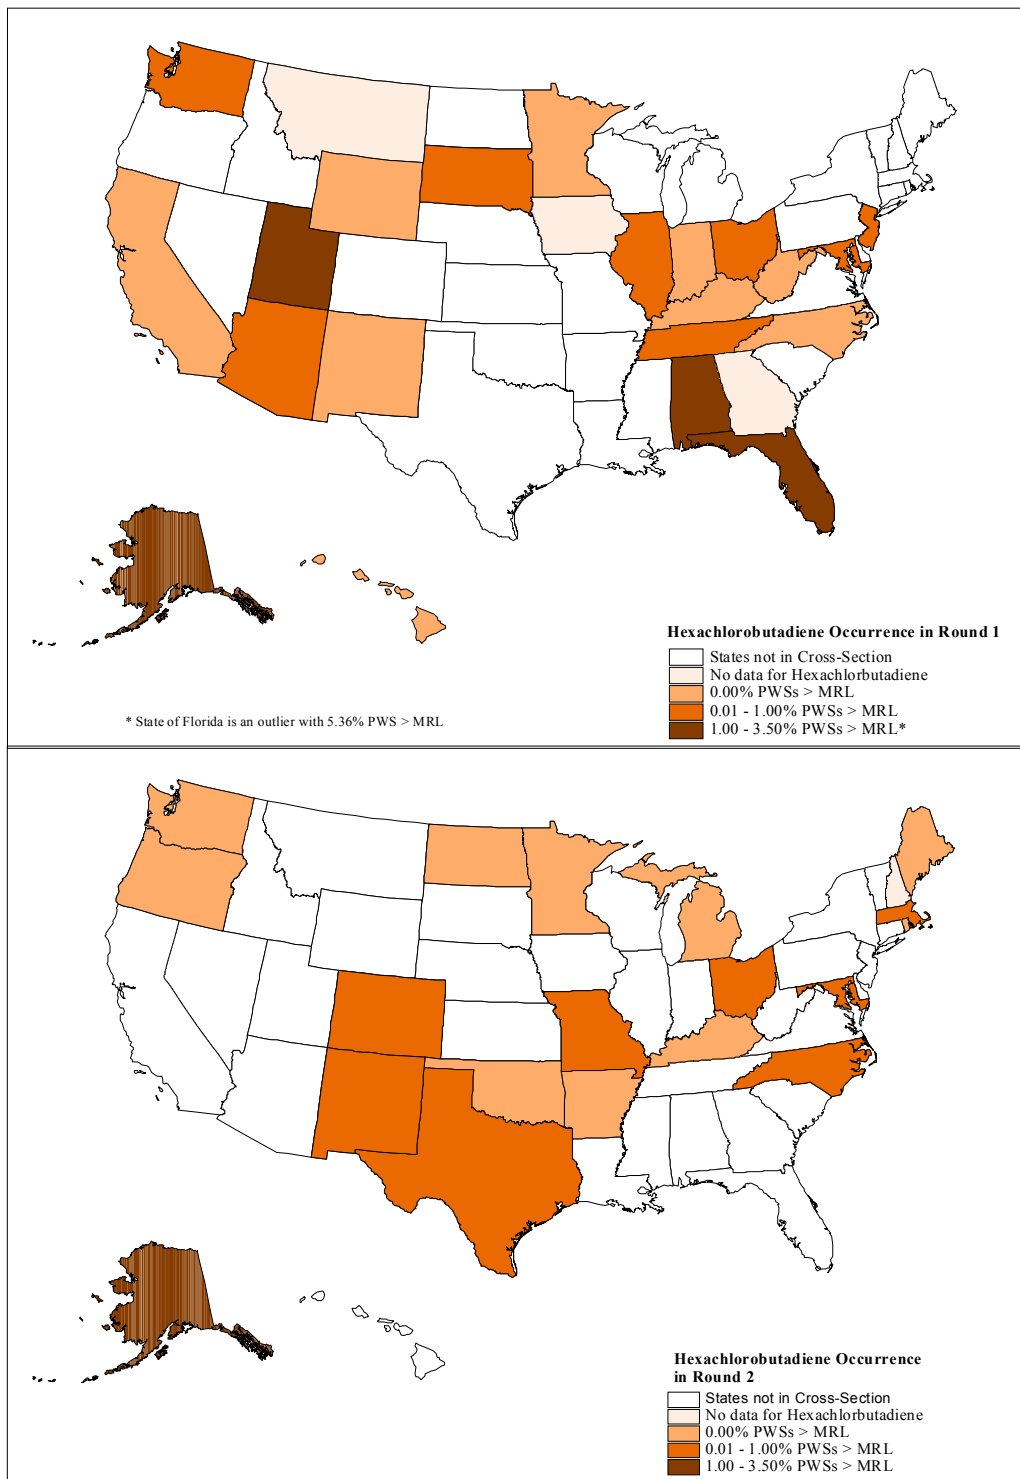 Hexachlorobutadiene Occurrence in Round 1
States not in Cross-Section
No data for Hexachlorbutadiene
0.00% PWSs > MRL
0.01 - 1.00% PWSs > MRL
1.00 - 3.50% PWSs > MRL*
* State of Florida is an outlier with 5.36% PWS > MRL
Hexachlorobutadiene Occurrence
in Round 2
States not in Cross-Section
No data for Hexachlorbutadiene
0.00% PWSs > MRL
0.01 - 1.00% PWSs > MRL
1.00 - 3.50% PWSs > MRL